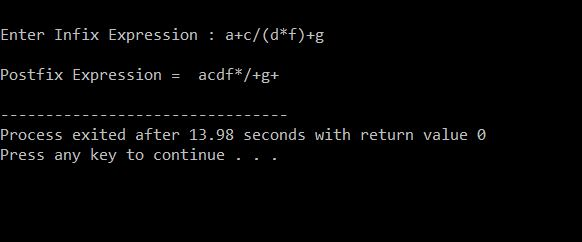 Enter Infix Expression : a+c/(d*f)+g
Postfix Expression =  acdf*/+g+
--------------------------------
Process exited after 13.98 seconds with return value 0
Press any key to continue . . .